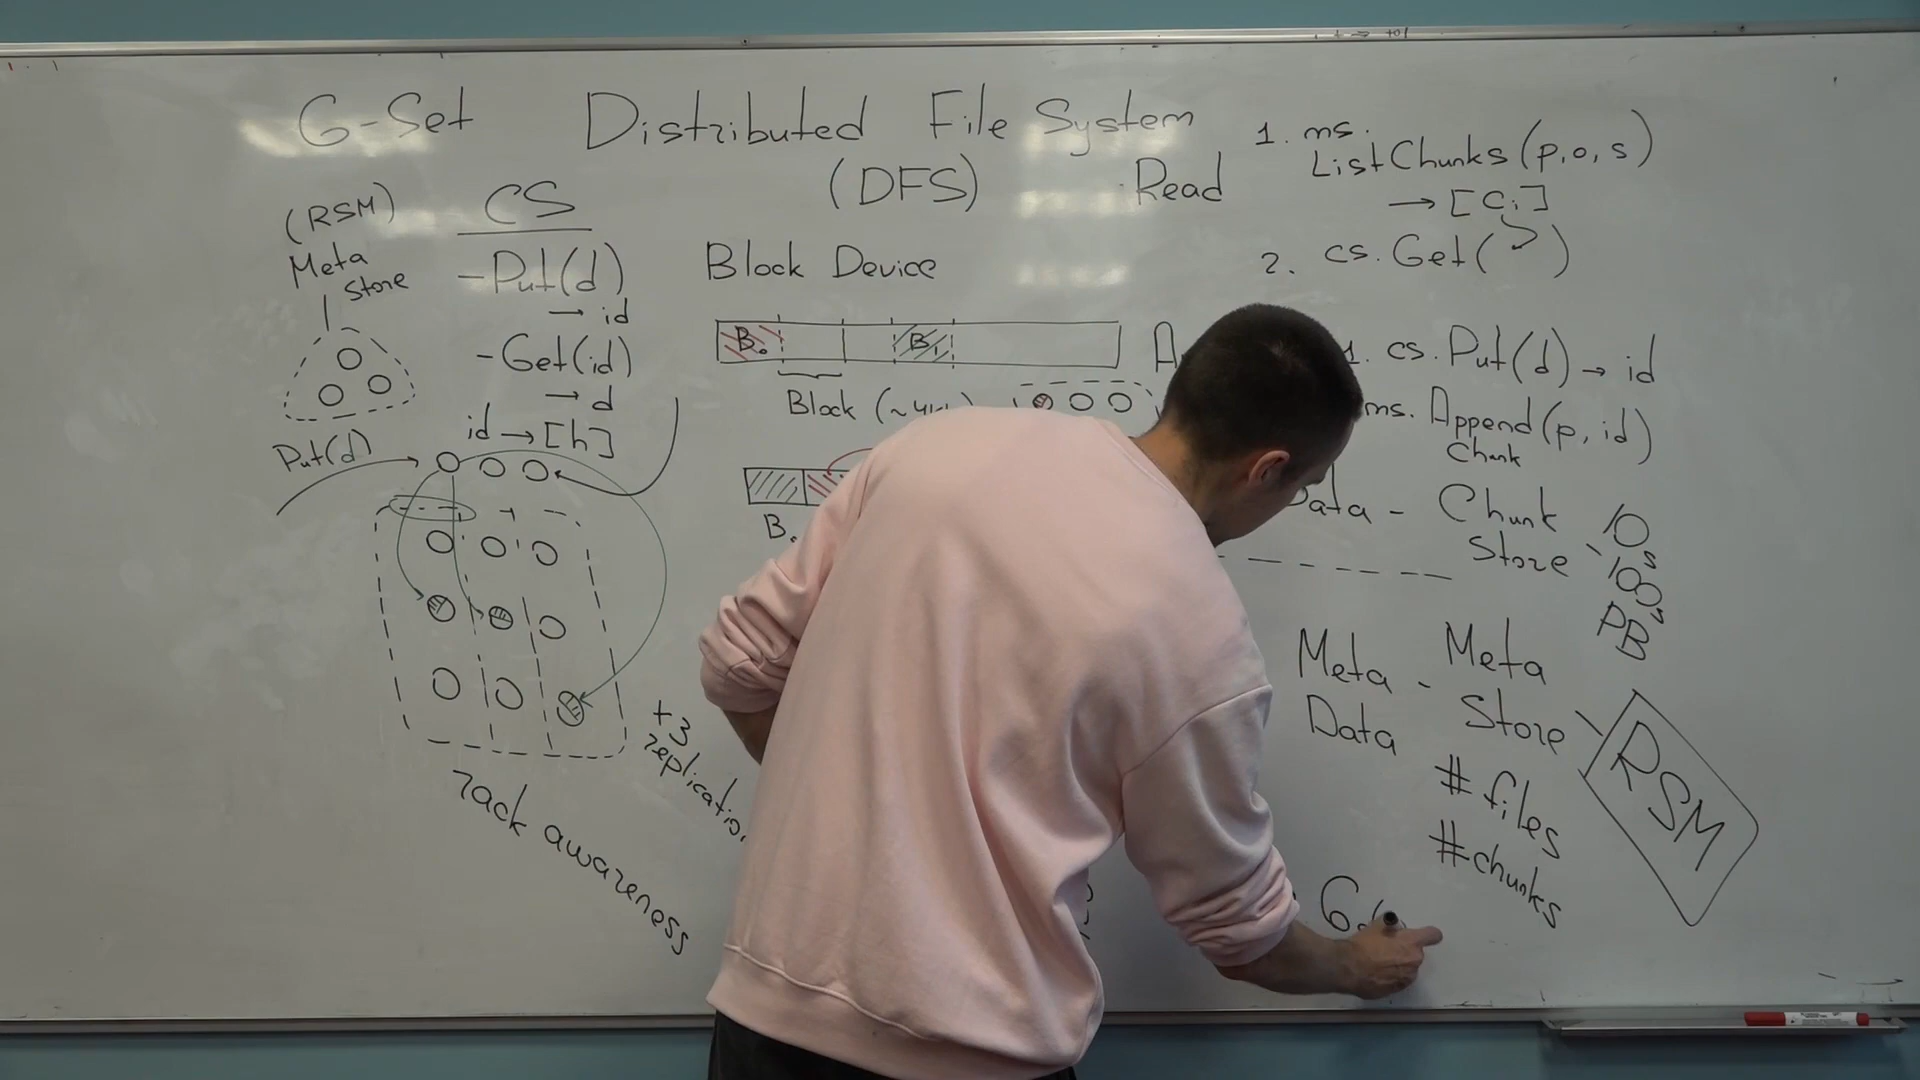 G-Set
Distributed File System
(DFS)
(RSM)
Meta
Store
CS
-Put(d)
→ id
-Get(id)
→ d
id → [h]
Put(d)
rack awareness
+3
Block Device
B₀
B₁
Block
Read
1. ms.
ListChunks(p,o,s)
→ [cᵢ]
2. cs.Get( )
1. cs.Put(d) → id
ms. Append(p, id)
Chunk
Data - Chunk
Store
10s
100s
PB
Meta - Meta
Data Store
RSM
# files
#chunks